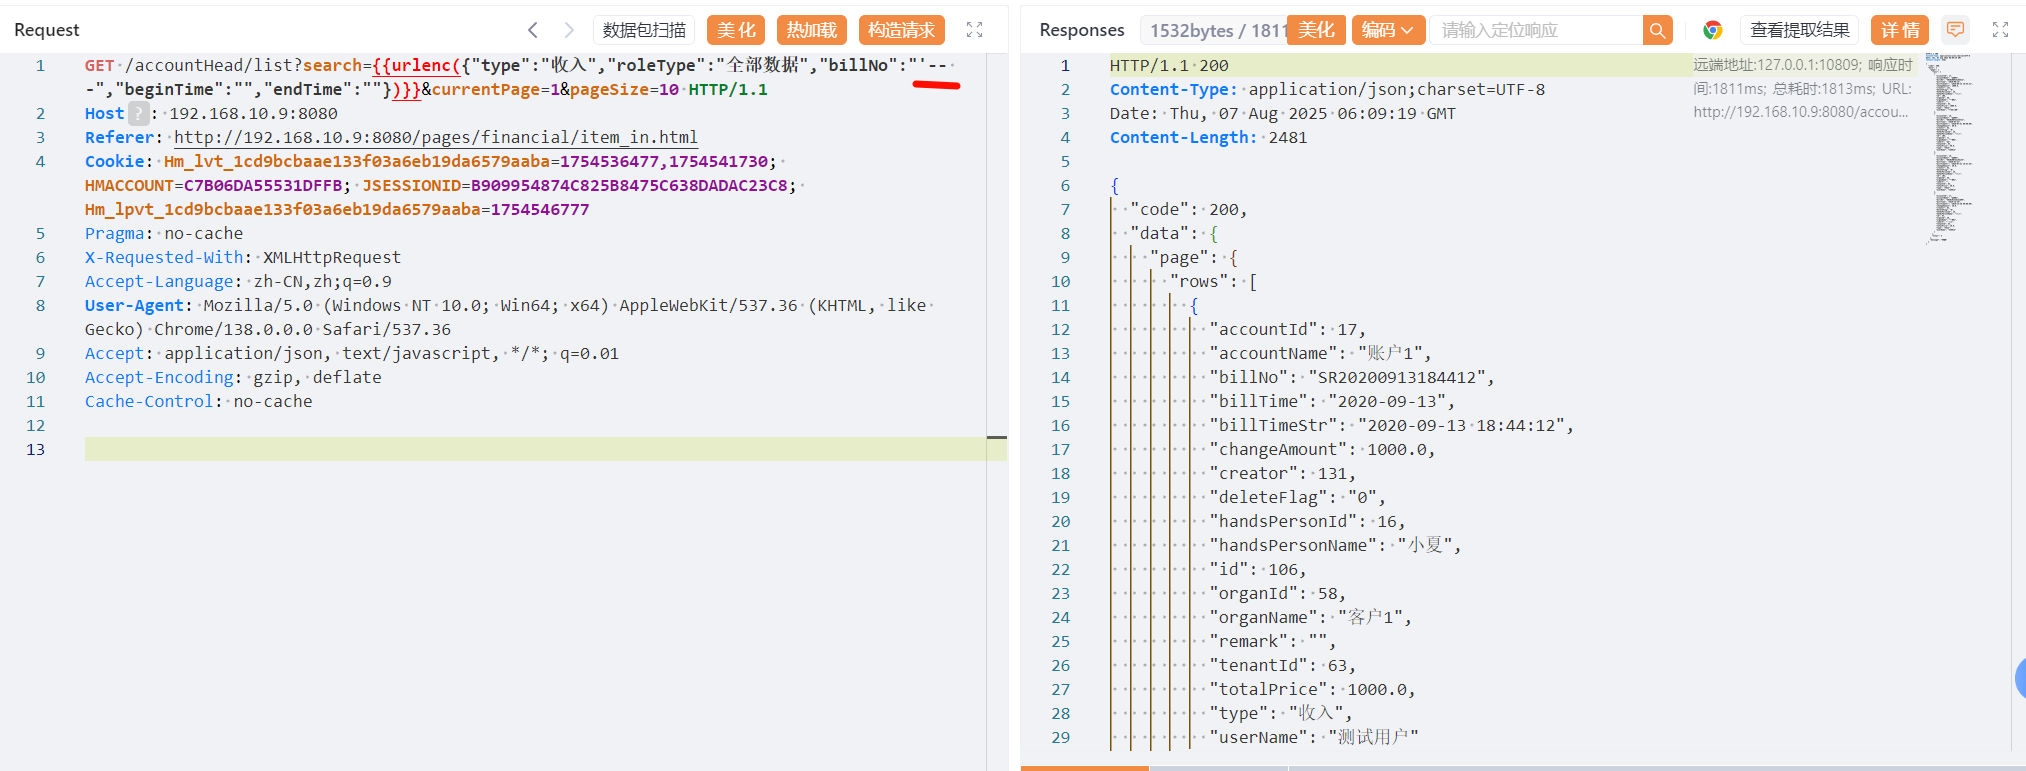 Request
数据包扫描
美化
热加载
构造请求
1 GET /accountHead/list?search={{urlenc({"type":"收入","roleType":"全部数据","billNo":"'--
-","beginTime":"","endTime":""})}}&currentPage=1&pageSize=10 HTTP/1.1
2 Host ? : 192.168.10.9:8080
3 Referer: http://192.168.10.9:8080/pages/financial/item_in.html
4 Cookie: Hm_lvt_1cd9bcbaae133f03a6eb19da6579aaba=1754536477,1754541730;
HMACCOUNT=C7B06DA55531DFFB; JSESSIONID=B909954874C825B8475C638DADAC23C8;
Hm_lpvt_1cd9bcbaae133f03a6eb19da6579aaba=1754546777
5 Pragma: no-cache
6 X-Requested-With: XMLHttpRequest
7 Accept-Language: zh-CN,zh;q=0.9
8 User-Agent: Mozilla/5.0 (Windows NT 10.0; Win64; x64) AppleWebKit/537.36 (KHTML, like
Gecko) Chrome/138.0.0.0 Safari/537.36
9 Accept: application/json, text/javascript, */*; q=0.01
10 Accept-Encoding: gzip, deflate
11 Cache-Control: no-cache
12
13
Responses
1532bytes / 1811
美化
编码
请输入定位响应
查看提取结果
详情
1 HTTP/1.1 200
2 Content-Type: application/json;charset=UTF-8
3 Date: Thu, 07 Aug 2025 06:09:19 GMT
4 Content-Length: 2481
5
6 {
7 "code": 200,
8 "data": {
9 "page": {
10 "rows": [
11 {
12 "accountId": 17,
13 "accountName": "账户1",
14 "billNo": "SR20200913184412",
15 "billTime": "2020-09-13",
16 "billTimeStr": "2020-09-13 18:44:12",
17 "changeAmount": 1000.0,
18 "creator": 131,
19 "deleteFlag": "0",
20 "handsPersonId": 16,
21 "handsPersonName": "小夏",
22 "id": 106,
23 "organId": 58,
24 "organName": "客户1",
25 "remark": "",
26 "tenantId": 63,
27 "totalPrice": 1000.0,
28 "type": "收入",
29 "userName": "测试用户"
远端地址:127.0.0.1:10809; 响应时
间:1811ms; 总耗时:1813ms; URL:
http://192.168.10.9:8080/accou...